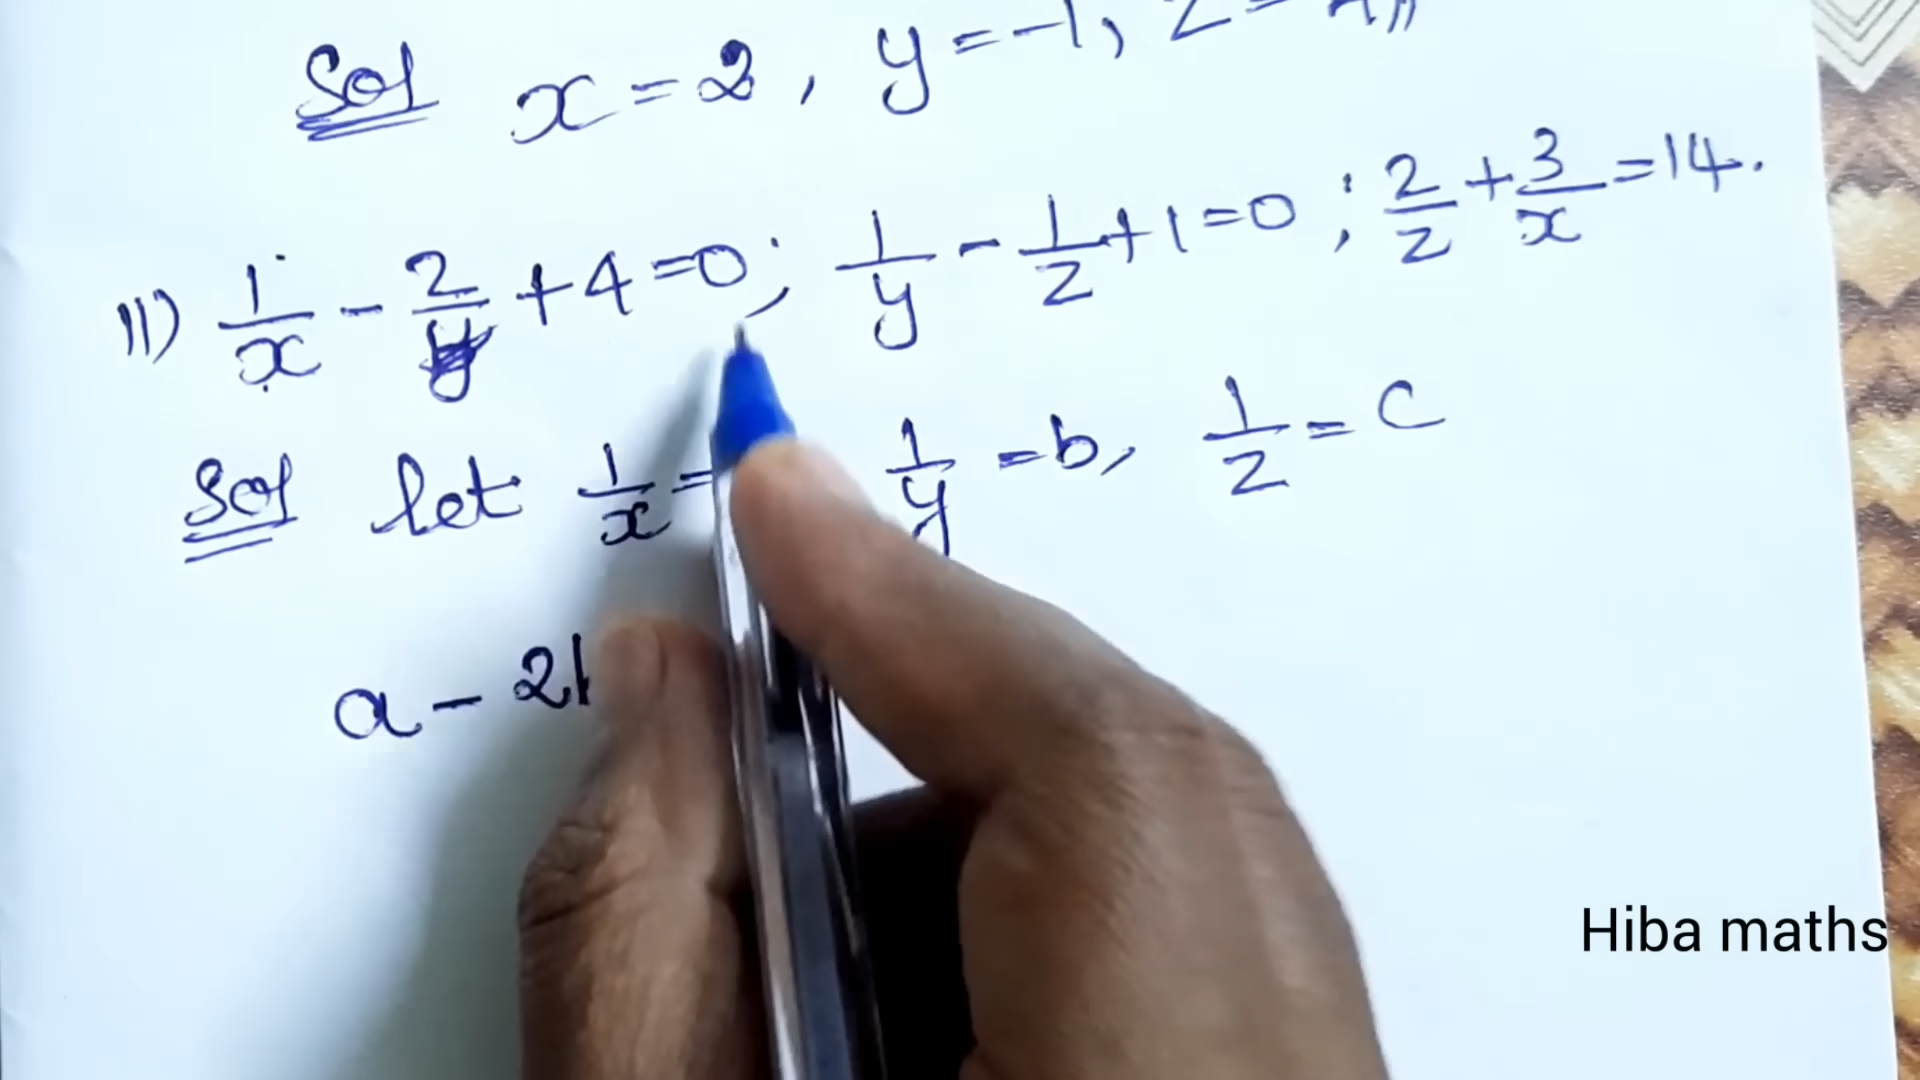 Sol x = 2, y = -1, z =
II) 1/x - 2/y + 4 = 0; 1/y - 1/z + 1 = 0; 2/z + 3/x = 14.
Sol let 1/x = 1/y = b, 1/z = c
a - 2
Hiba maths